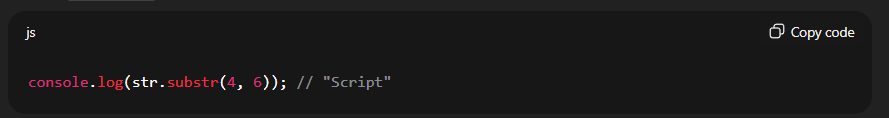 js
Copy code
console.log(str.substr(4, 6)); // "Script"